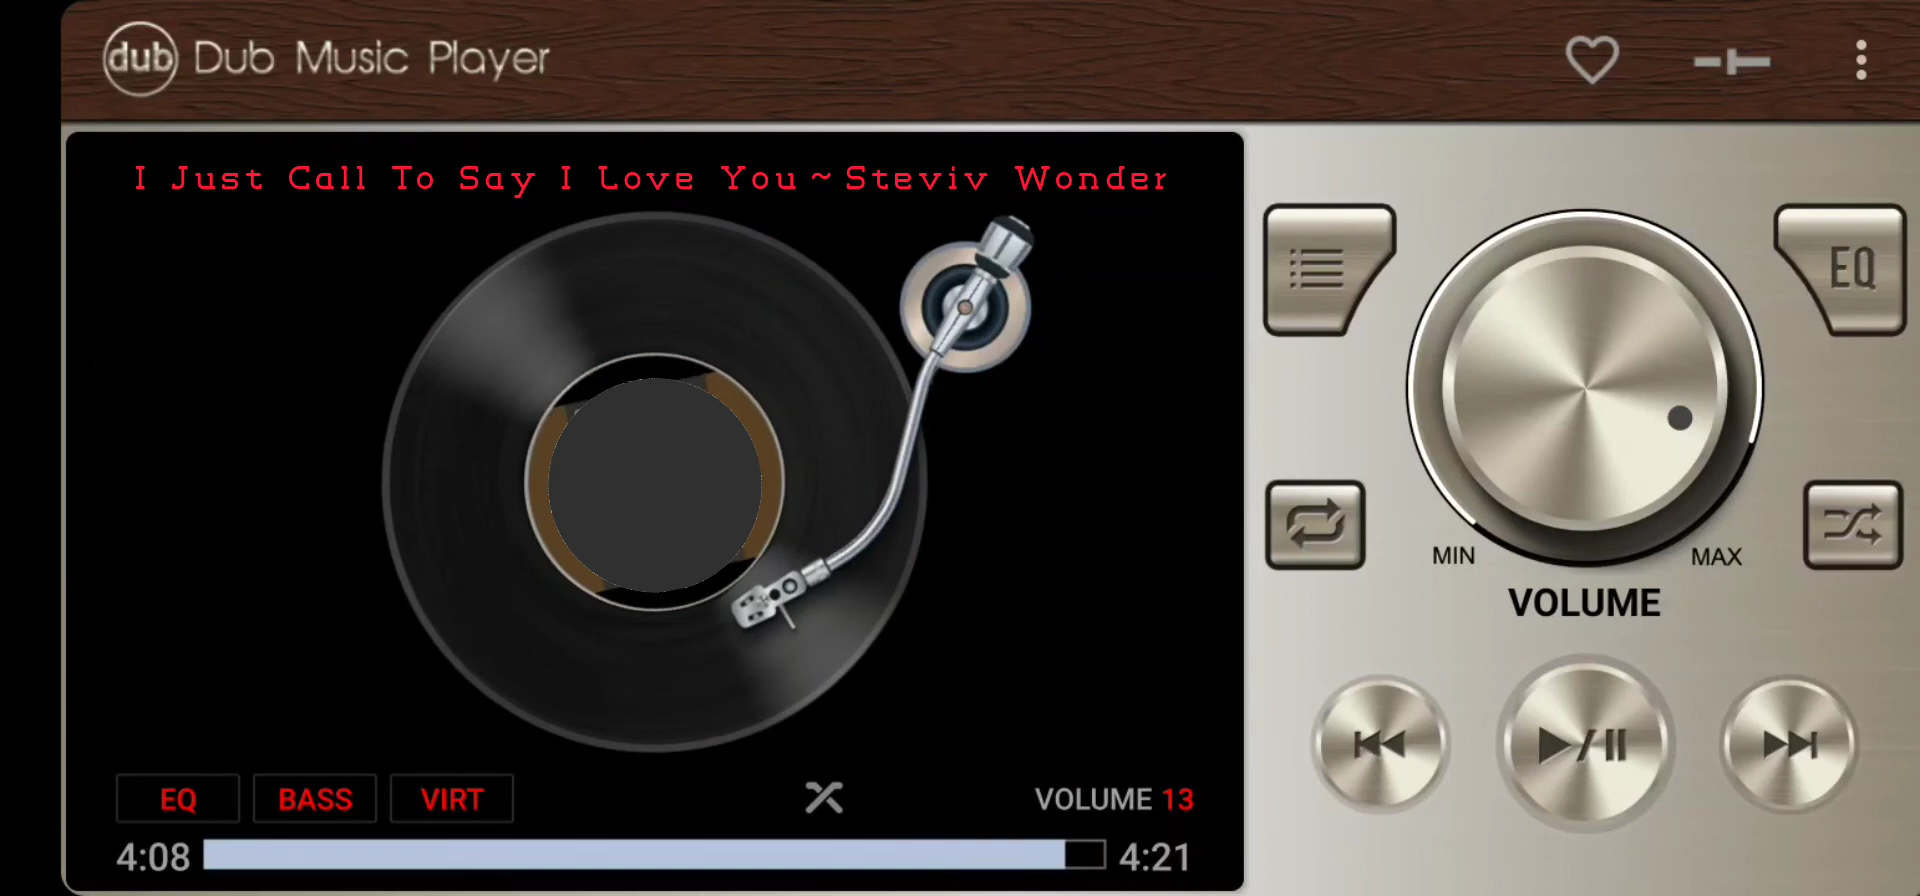 dub Dub Music Player
I Just Call To Say I Love You ~ Steviv Wonder
EQ
MIN MAX
VOLUME
EQ BASS VIRT VOLUME 13
4:08 4:21